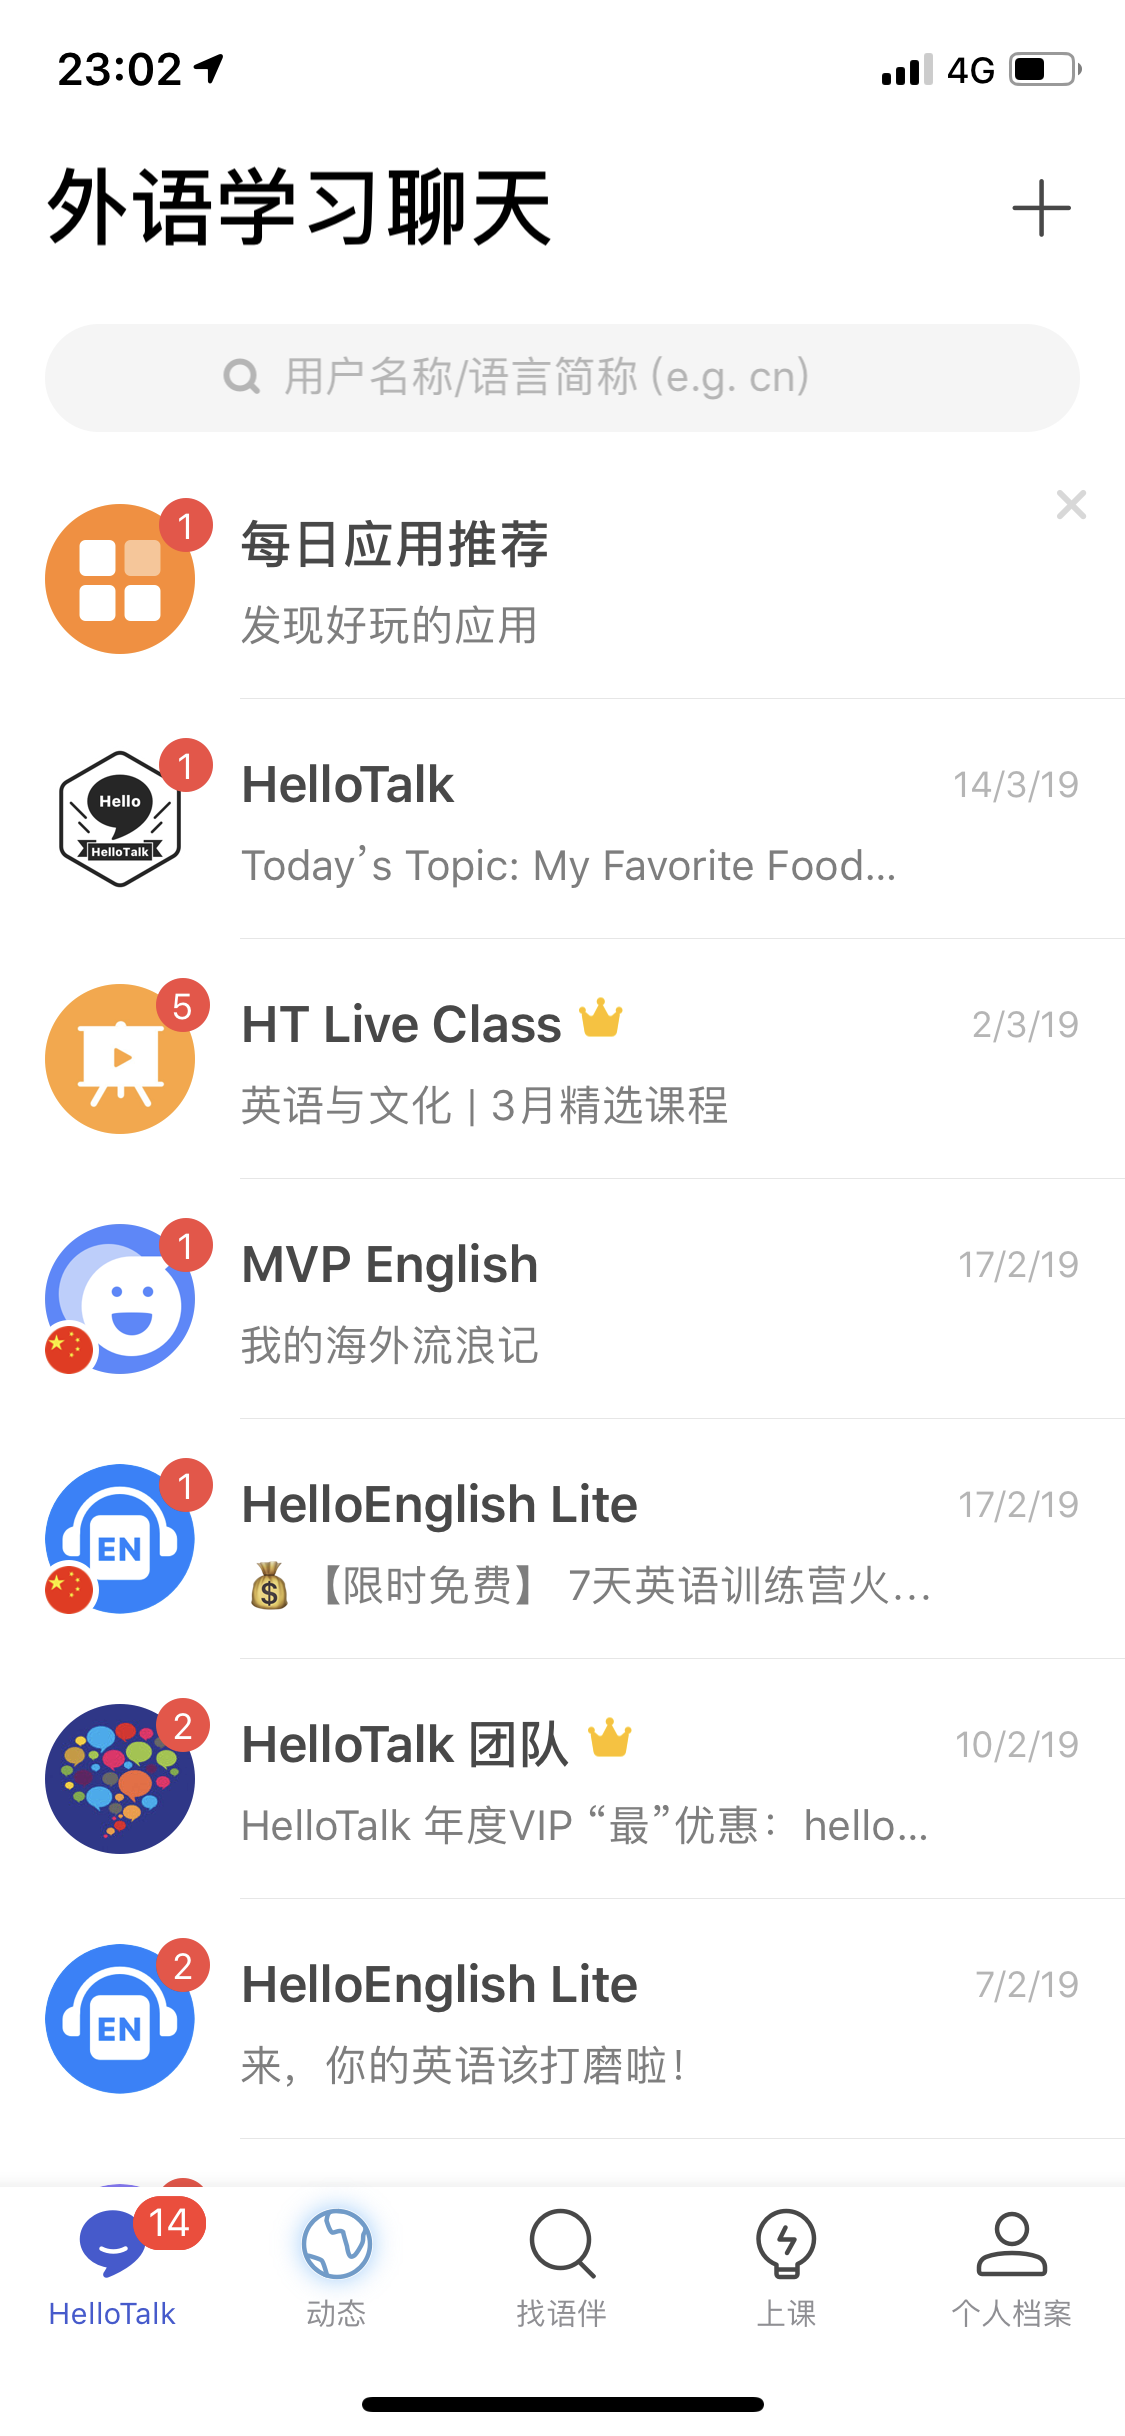 23:02
4G
外语学习聊天
用户名称/语言简称 (e.g. cn)
1
每日应用推荐
发现好玩的应用
1
Hello
HelloTalk
HelloTalk
14/3/19
Today’s Topic: My Favorite Food...
5
HT Live Class
2/3/19
英语与文化 | 3月精选课程
1
MVP English
17/2/19
我的海外流浪记
1
EN
HelloEnglish Lite
17/2/19
💰【限时免费】 7天英语训练营火...
2
HelloTalk 团队
10/2/19
HelloTalk 年度VIP “最”优惠：hello...
2
EN
HelloEnglish Lite
7/2/19
来，你的英语该打磨啦！
14
HelloTalk
动态
找语伴
上课
个人档案